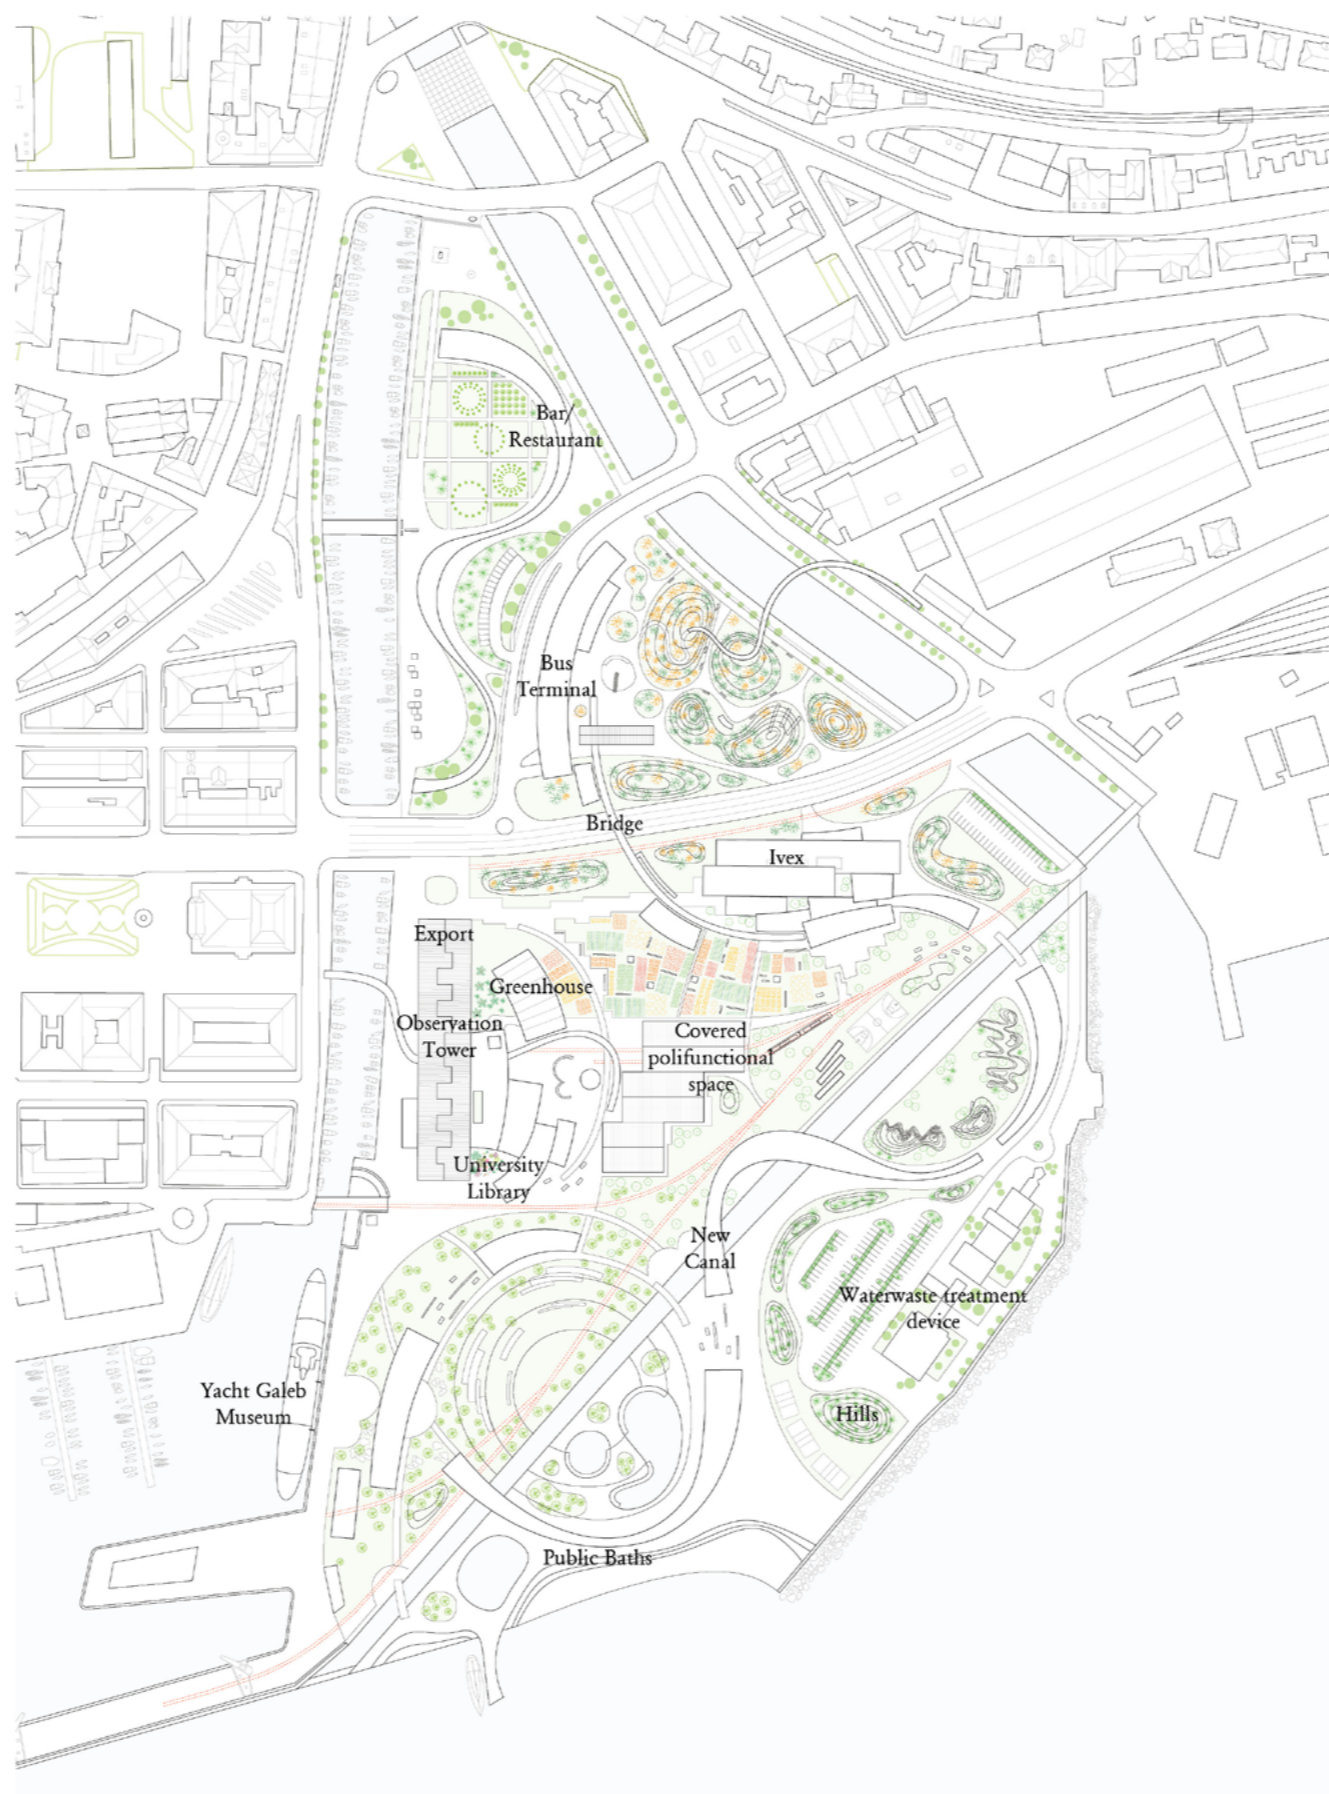 Bar/
Restaurant
Bus
Terminal
Bridge
Ivex
Export
Greenhouse
Observation
Tower
Covered
polifunctional
space
University
Library
New
Canal
Waterwaste treatment
device
Yacht Galeb
Museum
Hills
Public Baths